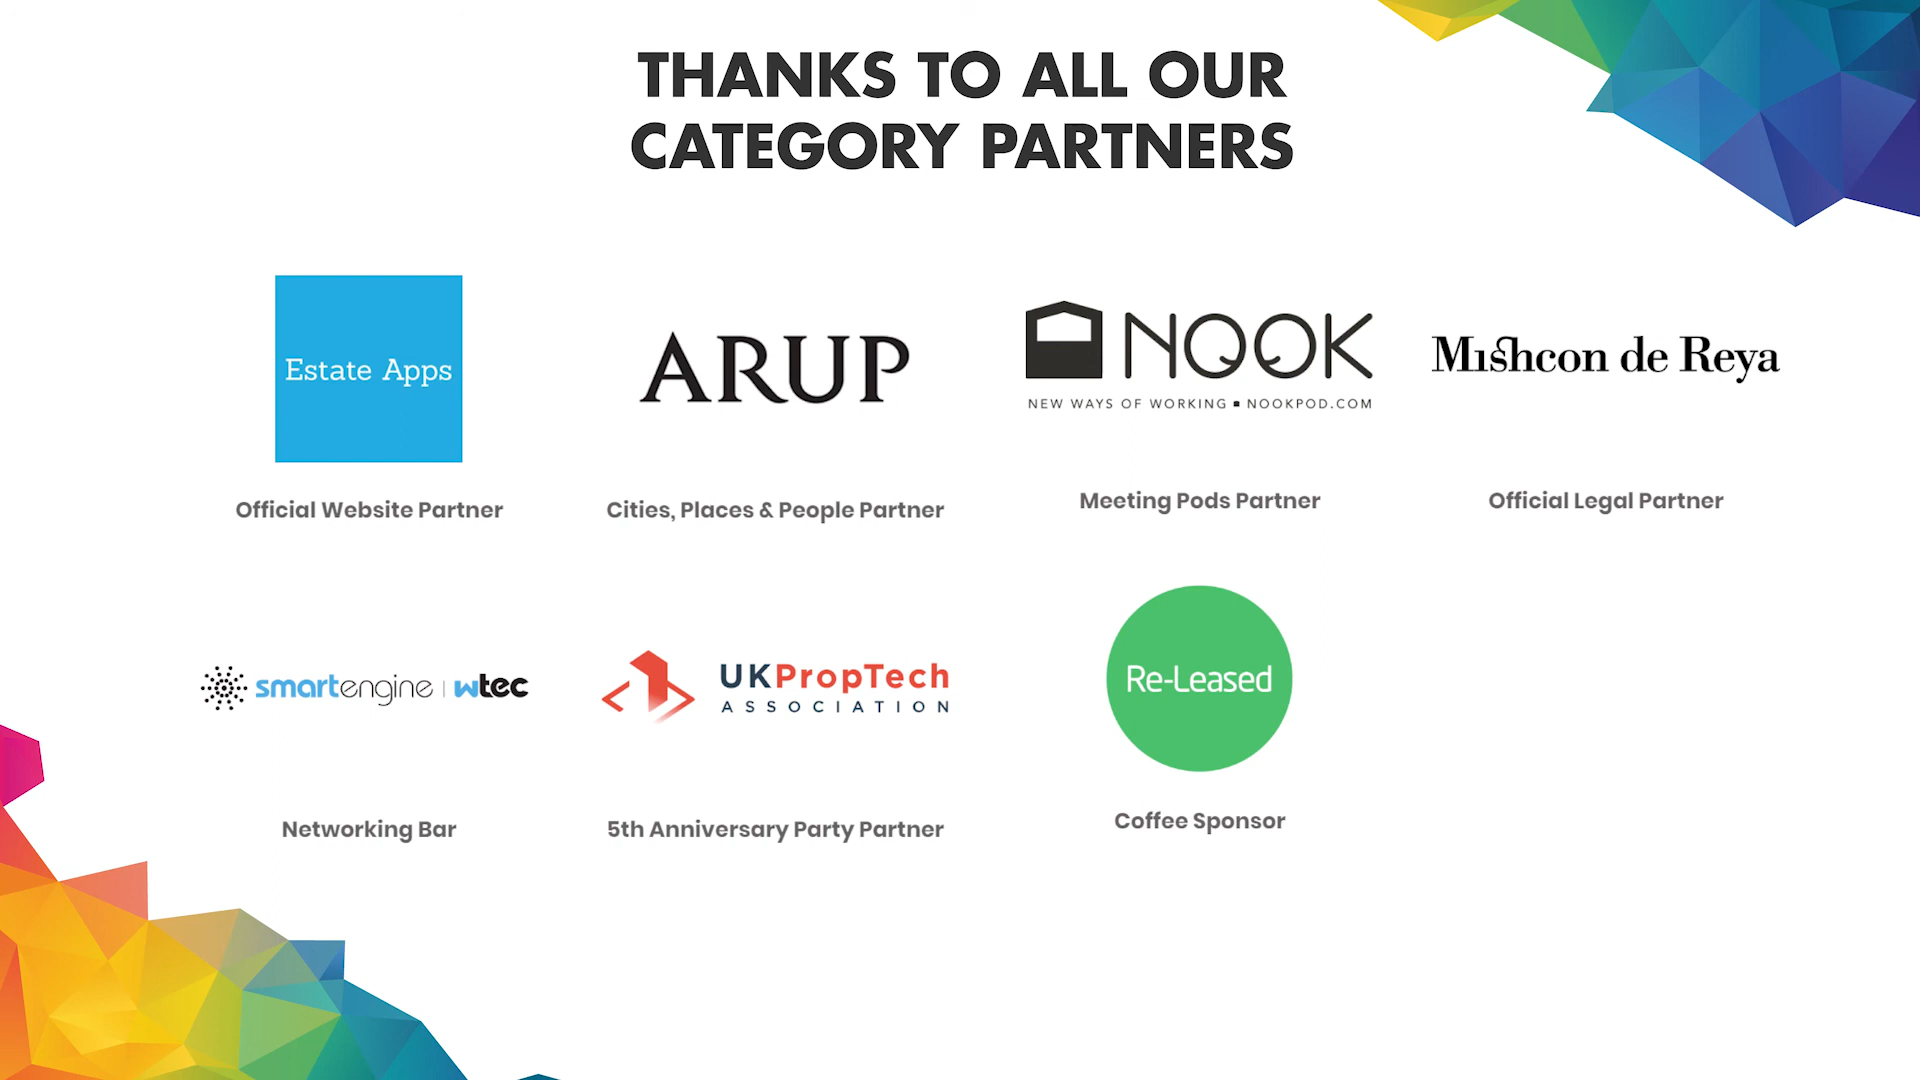 THANKS TO ALL OUR
CATEGORY PARTNERS
Estate Apps
ARUP
NOOK
NEW WAYS OF WORKING ▪ NOOKPOD.COM
Mishcon de Reya
Official Website Partner
Cities, Places & People Partner
Meeting Pods Partner
Official Legal Partner
smartengine | wtec
UKPropTech
ASSOCIATION
Re-Leased
Networking Bar
5th Anniversary Party Partner
Coffee Sponsor